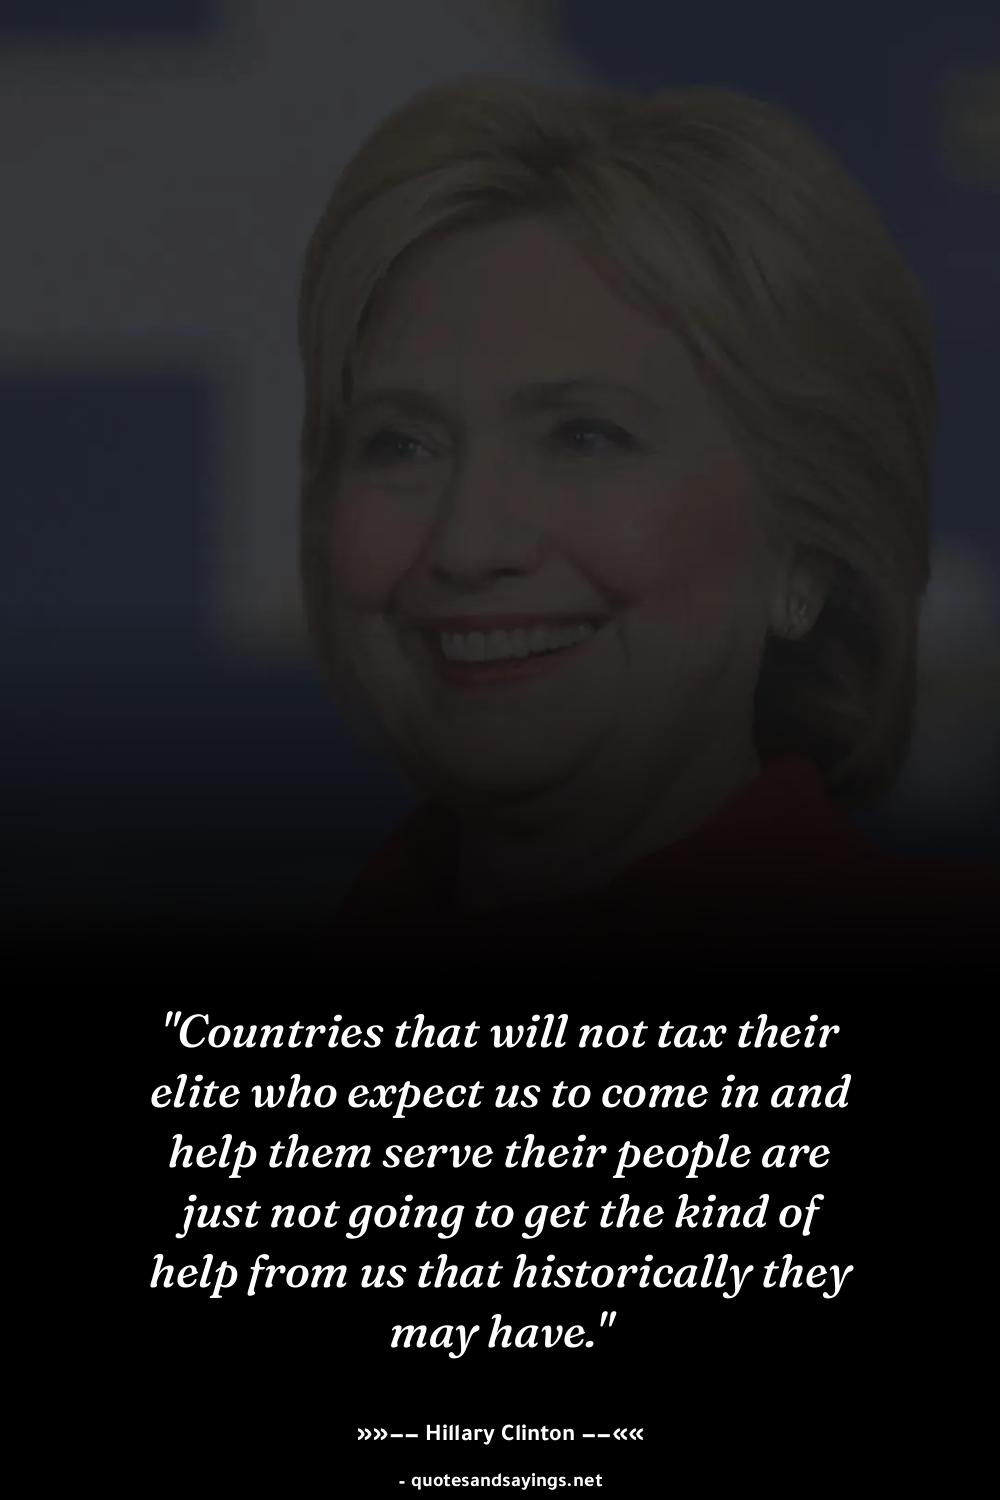 "Countries that will not tax their
elite who expect us to come in and
help them serve their people are
just not going to get the kind of
help from us that historically they
may have."
»»−− Hillary Clinton −−««
- quotesandsayings.net